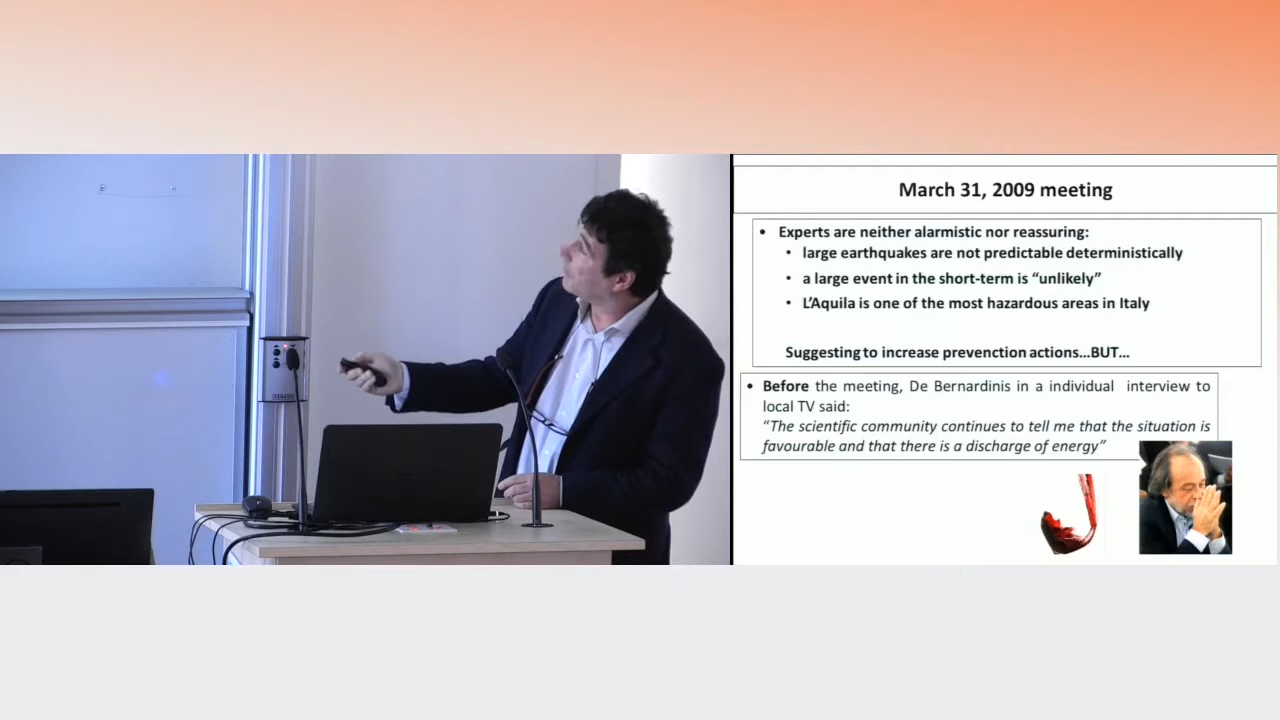 March 31, 2009 meeting
• Experts are neither alarmistic nor reassuring:
• large earthquakes are not predictable deterministically
• a large event in the short-term is “unlikely”
• L’Aquila is one of the most hazardous areas in Italy
Suggesting to increase prevenction actions…BUT…
• Before the meeting, De Bernardinis in a individual interview to
local TV said:
“The scientific community continues to tell me that the situation is
favourable and that there is a discharge of energy”